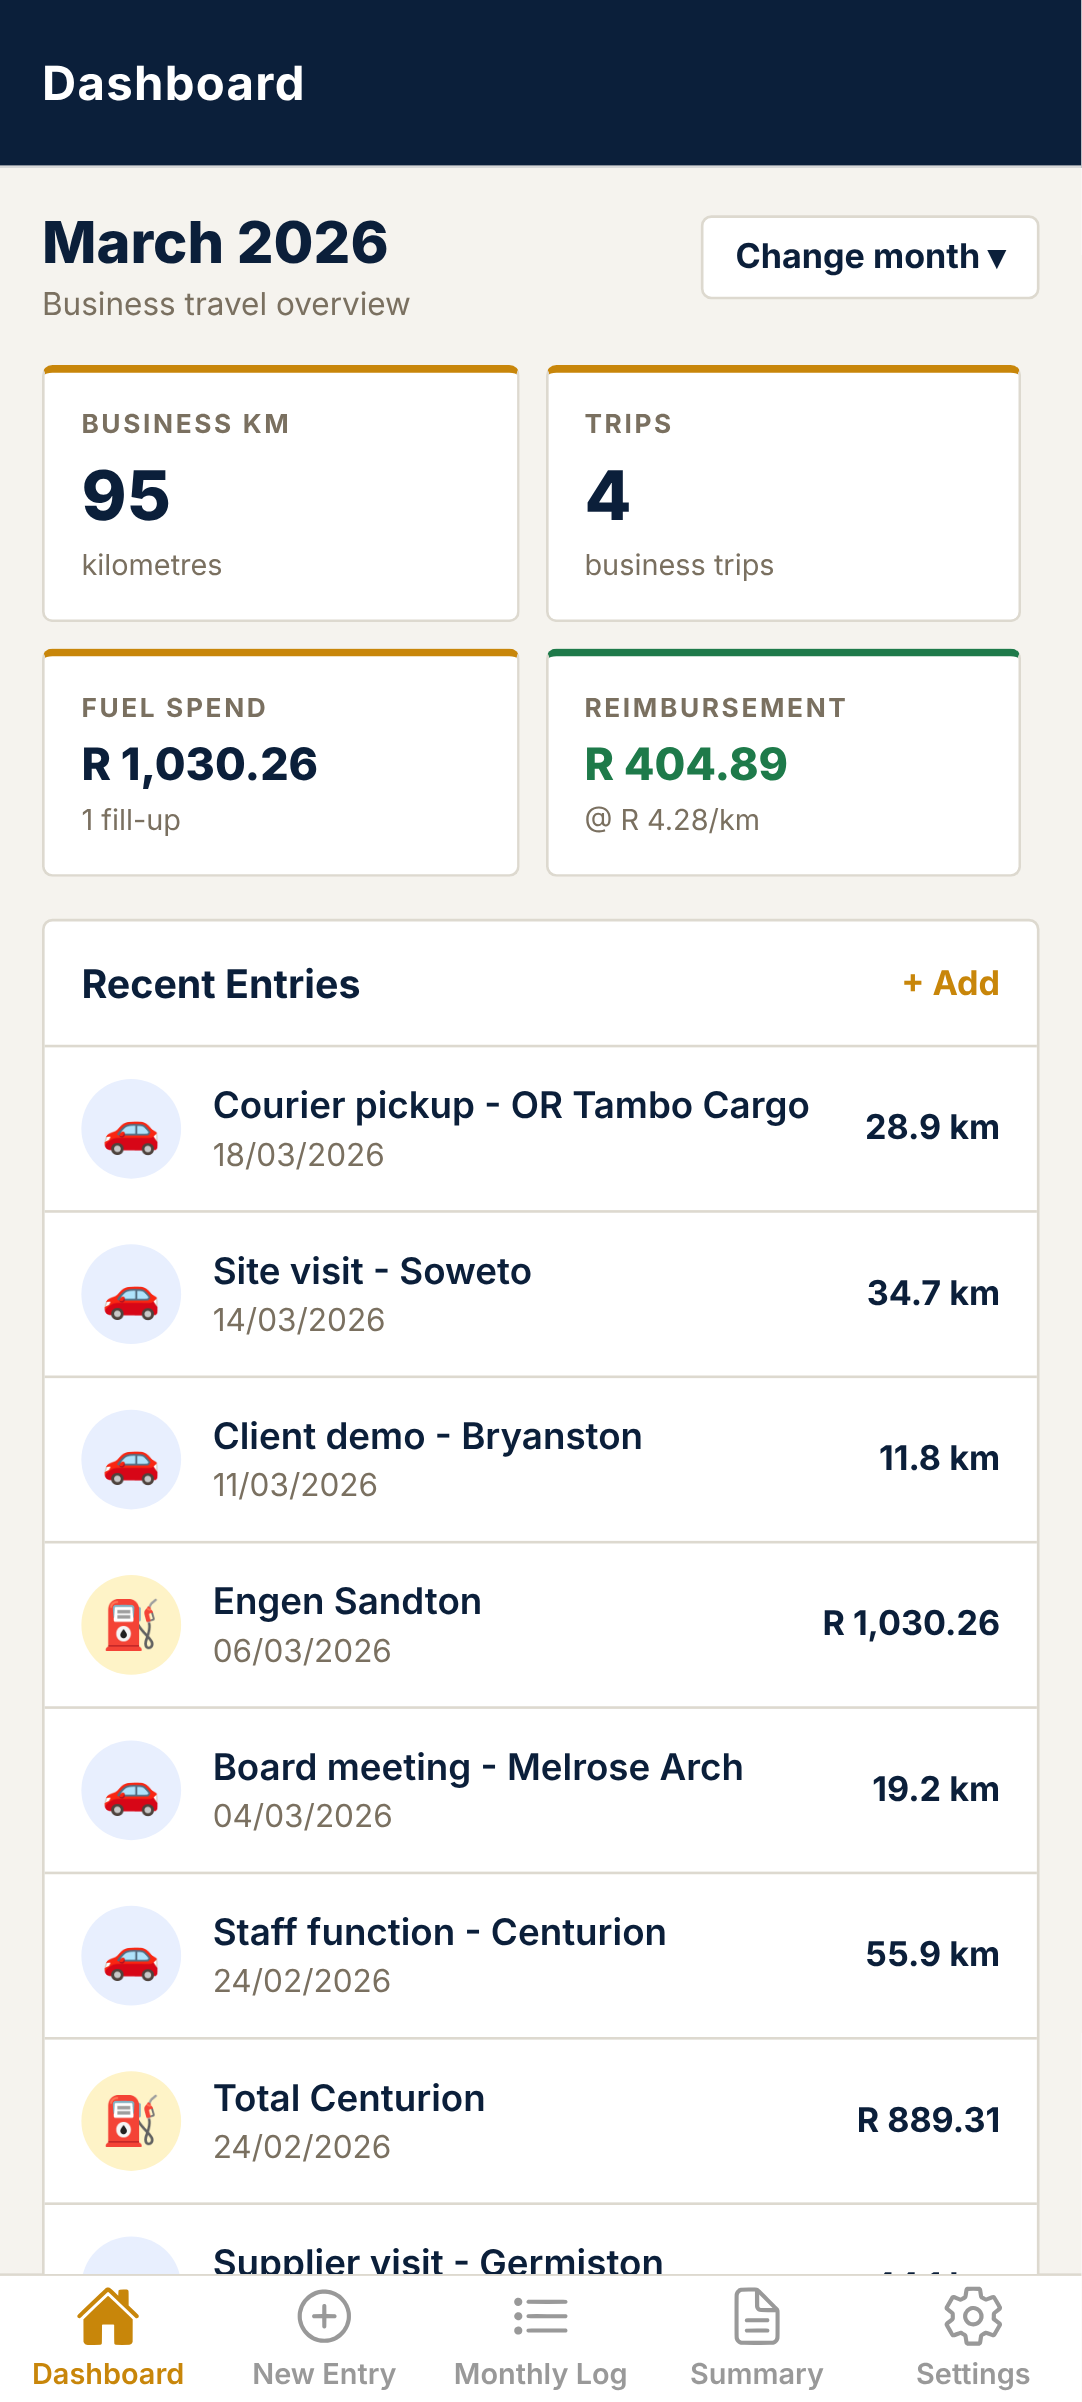 Dashboard
March 2026
Change month ▼
Business travel overview
BUSINESS KM
95
kilometres
TRIPS
4
business trips
FUEL SPEND
R 1,030.26
1 fill-up
REIMBURSEMENT
R 404.89
@ R 4.28/km
Recent Entries
+ Add
Courier pickup - OR Tambo Cargo
18/03/2026
28.9 km
Site visit - Soweto
14/03/2026
34.7 km
Client demo - Bryanston
11/03/2026
11.8 km
Engen Sandton
06/03/2026
R 1,030.26
Board meeting - Melrose Arch
04/03/2026
19.2 km
Staff function - Centurion
24/02/2026
55.9 km
Total Centurion
24/02/2026
R 889.31
Supplier visit - Germiston
Dashboard
New Entry
Monthly Log
Summary
Settings